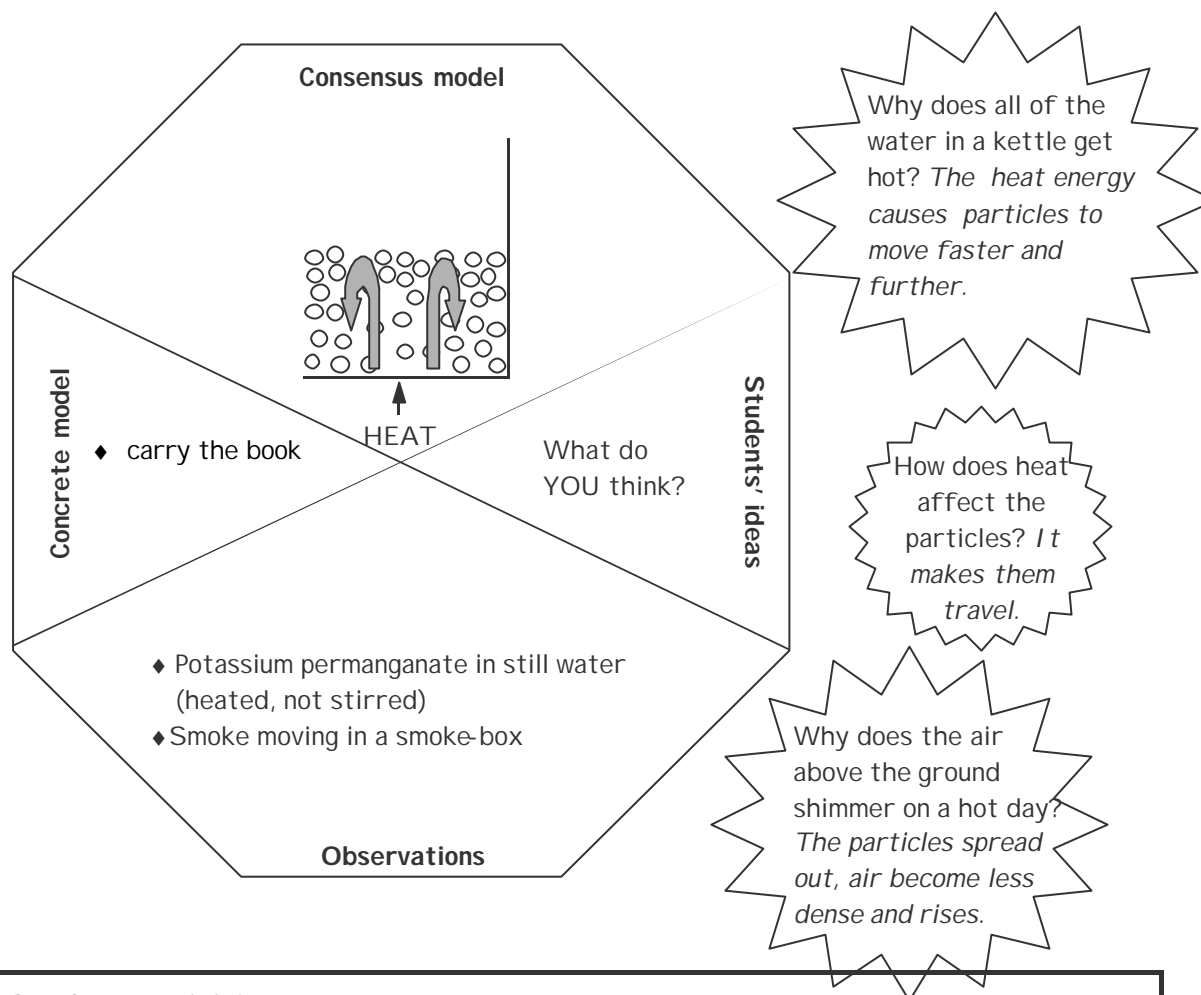 Consensus model
HEAT
Concrete model
♦ carry the book
What do
YOU think?
Students' ideas
♦ Potassium permanganate in still water
(heated, not stirred)
♦ Smoke moving in a smoke-box
Observations
Why does all of the
water in a kettle get
hot? The heat energy
causes particles to
move faster and
further.
How does heat
affect the
particles? It
makes them
travel.
Why does the air
above the ground
shimmer on a hot day?
The particles spread
out, air become less
dense and rises.